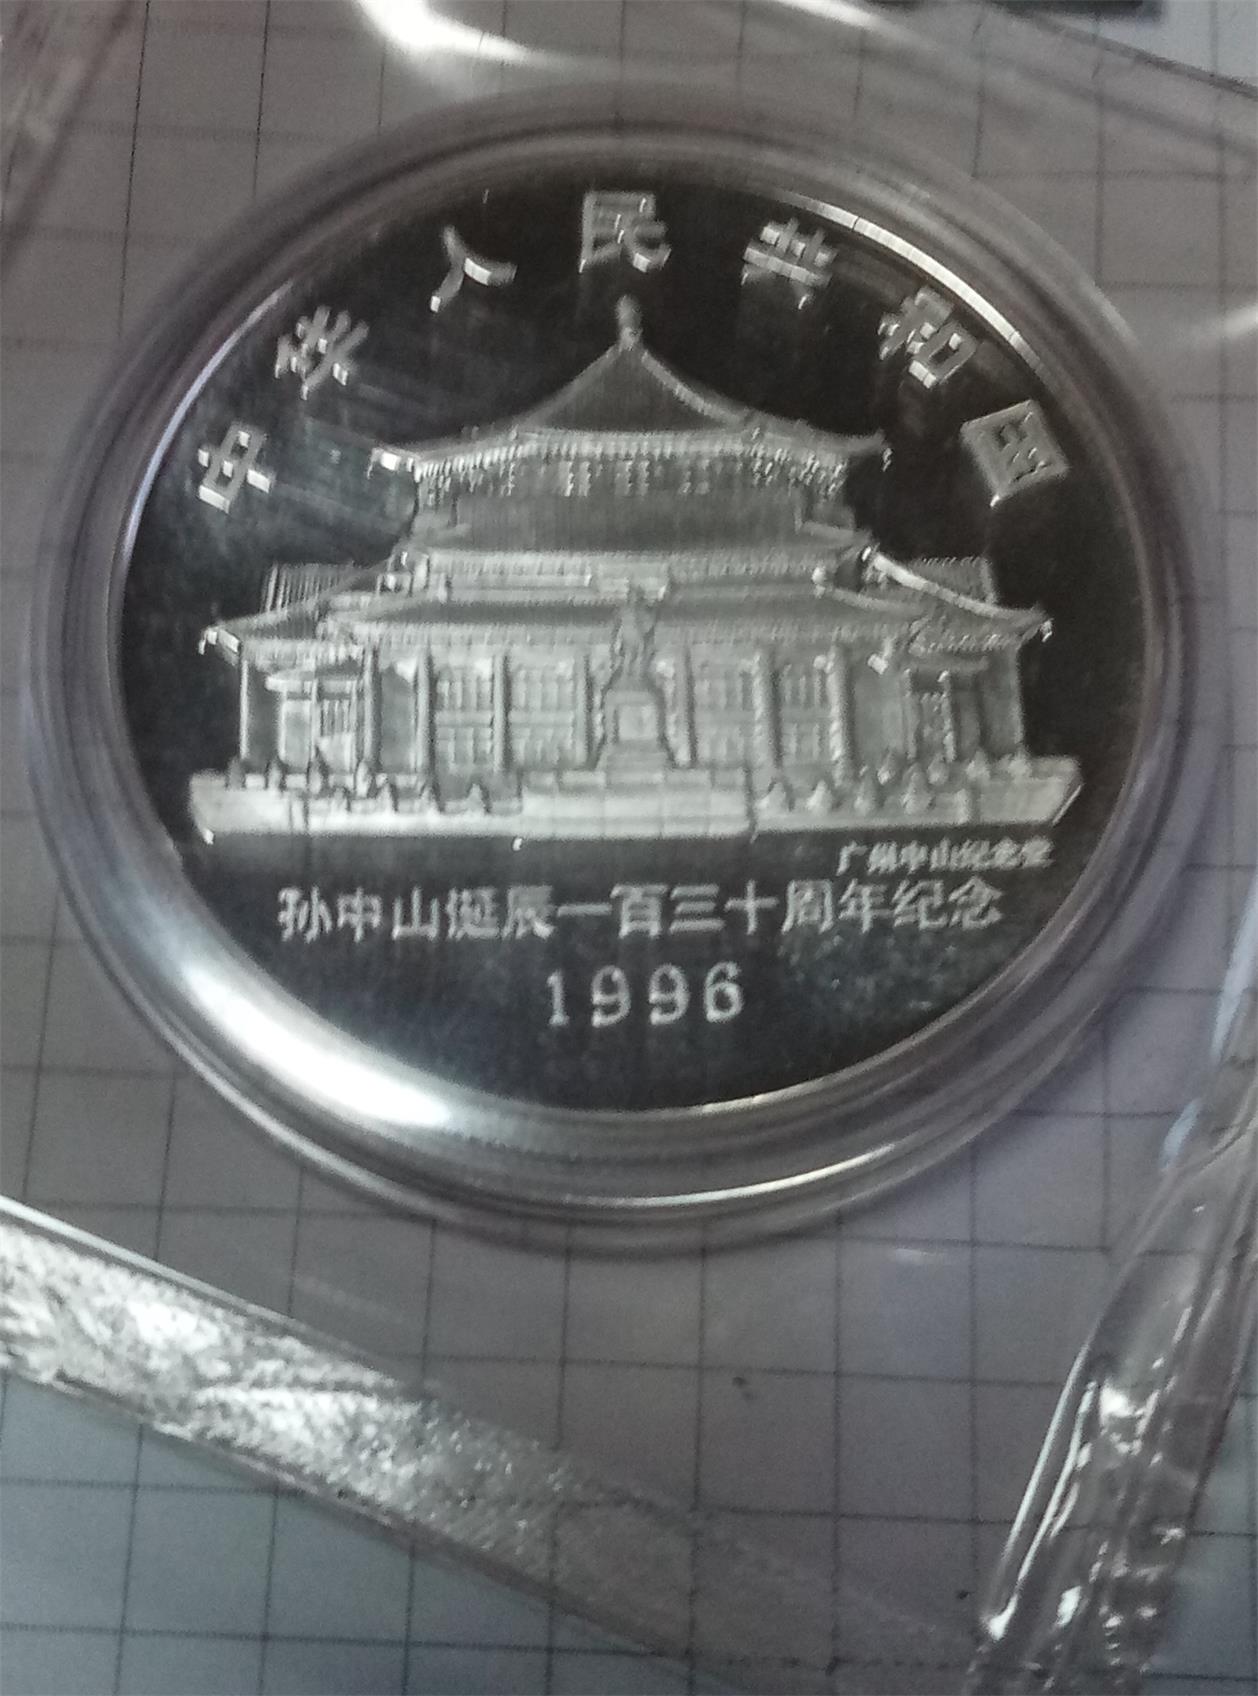 中华人民共和国
广州中山纪念堂
孙中山诞辰一百三十周年纪念
1996